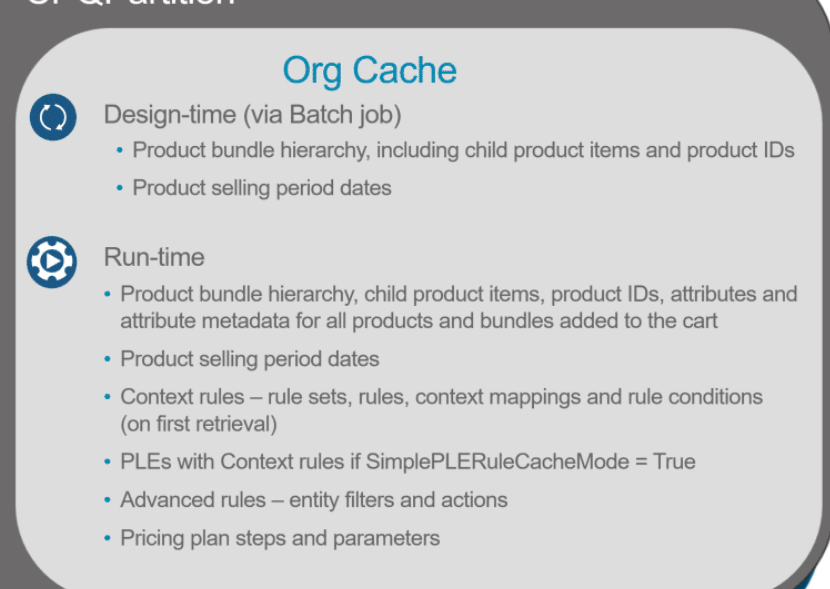 Org Cache
Design-time (via Batch job)
• Product bundle hierarchy, including child product items and product IDs
• Product selling period dates
Run-time
• Product bundle hierarchy, child product items, product IDs, attributes and
attribute metadata for all products and bundles added to the cart
• Product selling period dates
• Context rules – rule sets, rules, context mappings and rule conditions
(on first retrieval)
• PLEs with Context rules if SimplePLERuleCacheMode = True
• Advanced rules – entity filters and actions
• Pricing plan steps and parameters